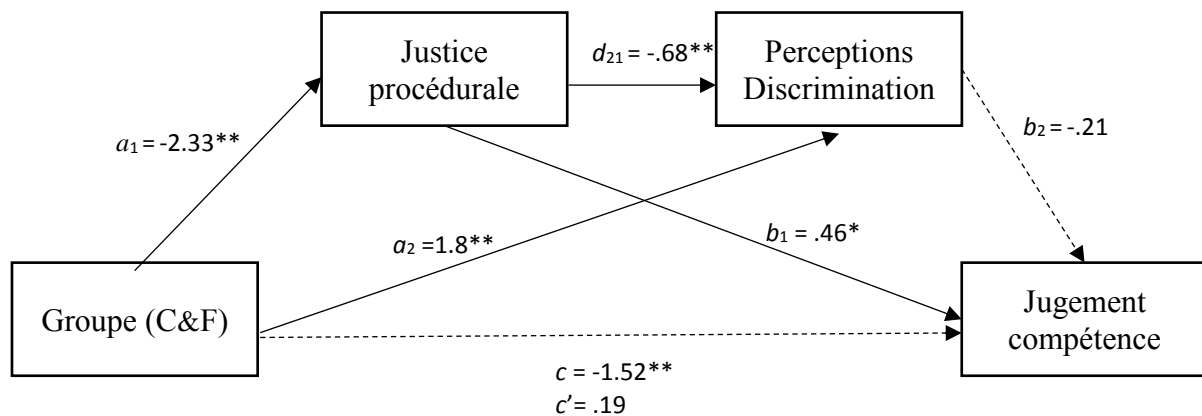 Justice
procédurale
d21 = -.68**
Perceptions
Discrimination
a1 = -2.33**
b2 = -.21
a2 =1.8**
b1 = .46*
Groupe (C&F)
Jugement
compétence
c = -1.52**
c’= .19